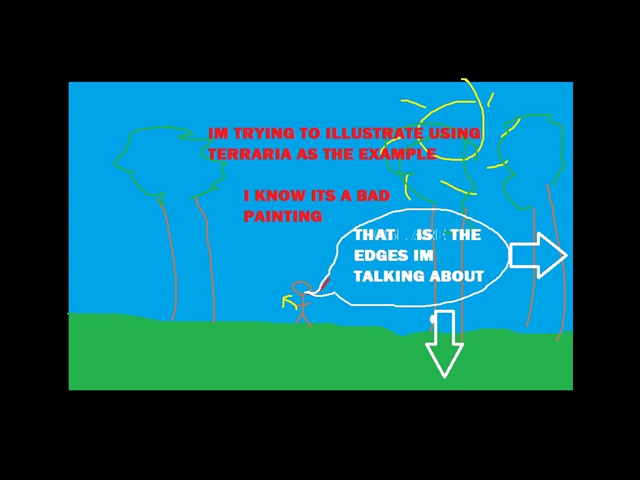 IM TRYING TO ILLUSTRATE USING
TERRARIA AS THE EXAMPLE
I KNOW ITS A BAD
PAINTING
THAT IS THE
EDGES IM
TALKING ABOUT